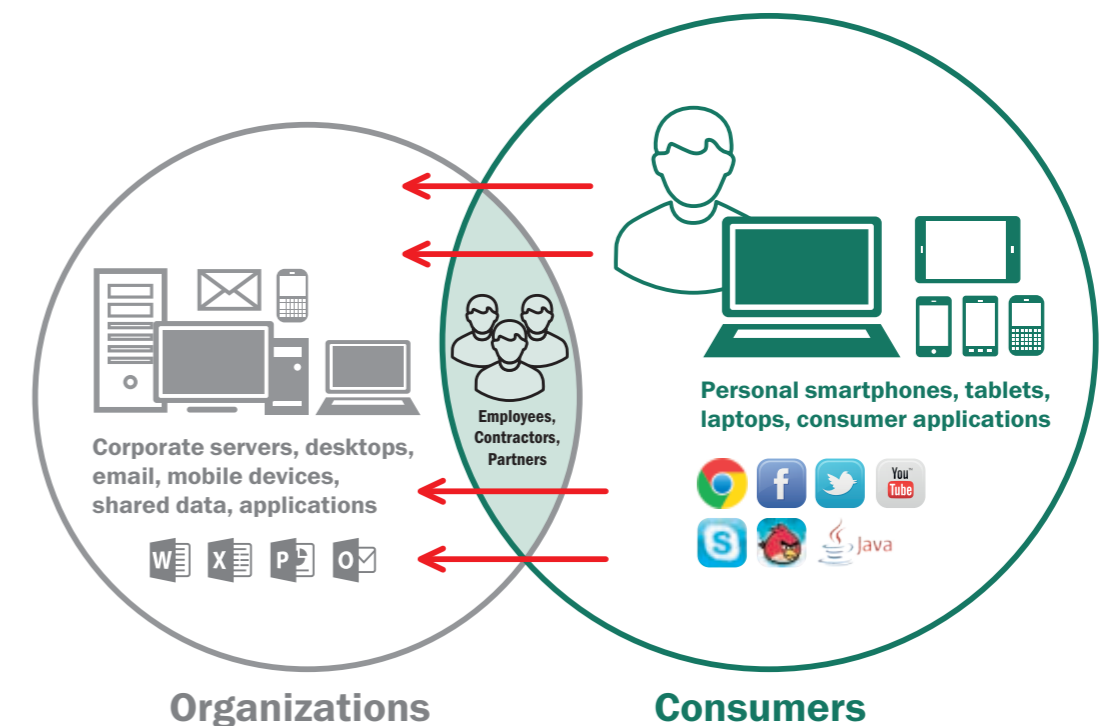 Employees,
Contractors,
Partners
Personal smartphones, tablets,
laptops, consumer applications
Corporate servers, desktops,
email, mobile devices,
shared data, applications
W X P O
f You Tube
S Java
Organizations Consumers